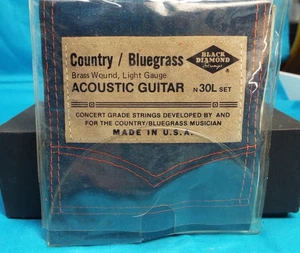 Country / Bluegrass
BLACK
DIAMOND
Strings
Brass Wound, Light Gauge
ACOUSTIC GUITAR N 30L SET
CONCERT GRADE STRINGS DEVELOPED BY AND
FOR THE COUNTRY/BLUEGRASS MUSICIAN
MADE IN U.S.A.